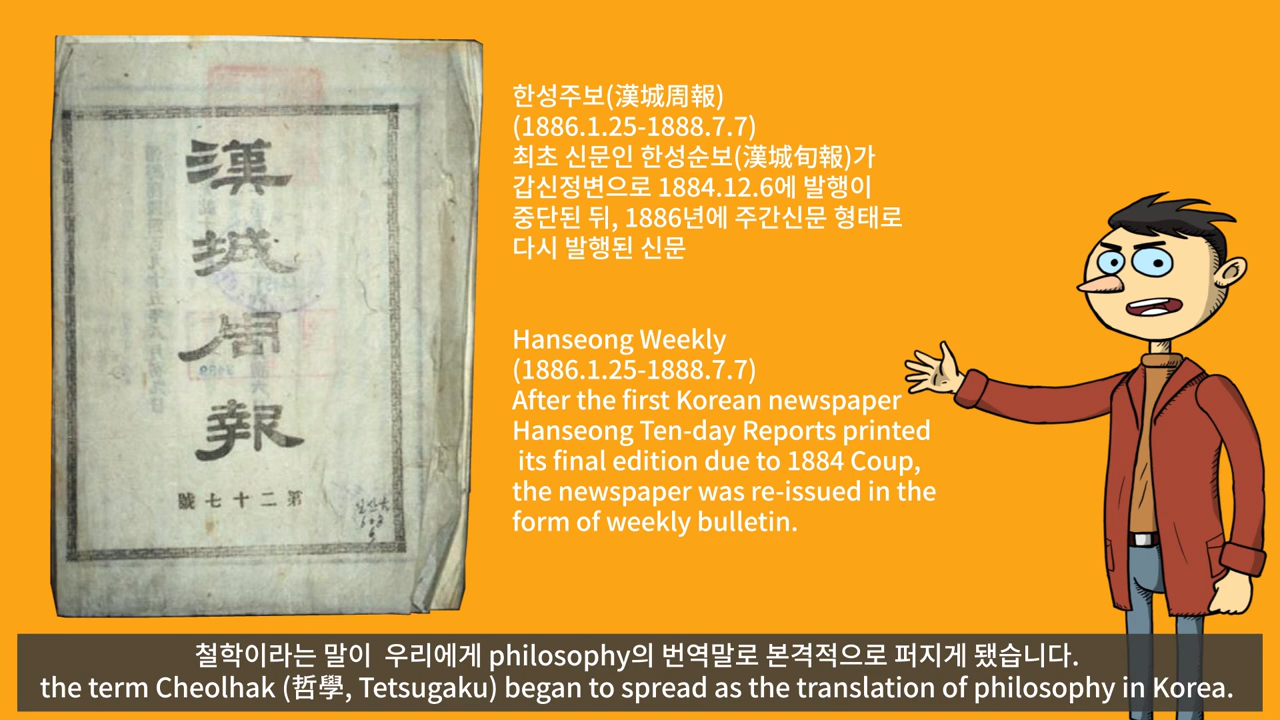 漢城周報
第二十七號
한성주보(漢城周報)
(1886.1.25-1888.7.7)
최초 신문인 한성순보(漢城旬報)가
갑신정변으로 1884.12.6에 발행이
중단된 뒤, 1886년에 주간신문 형태로
다시 발행된 신문
Hanseong Weekly
(1886.1.25-1888.7.7)
After the first Korean newspaper
Hanseong Ten-day Reports printed
its final edition due to 1884 Coup,
the newspaper was re-issued in the
form of weekly bulletin.
철학이라는 말이 우리에게 philosophy의 번역말로 본격적으로 퍼지게 됐습니다.
the term Cheolhak (哲學, Tetsugaku) began to spread as the translation of philosophy in Korea.